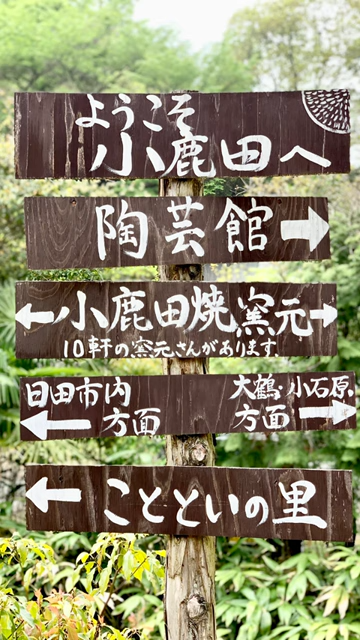 ようこそ
小鹿田へ
陶芸館
小鹿田焼窯元
10軒の窯元さんがあります
日田市内 大鶴・小石原。
方面 方面
ことといの里